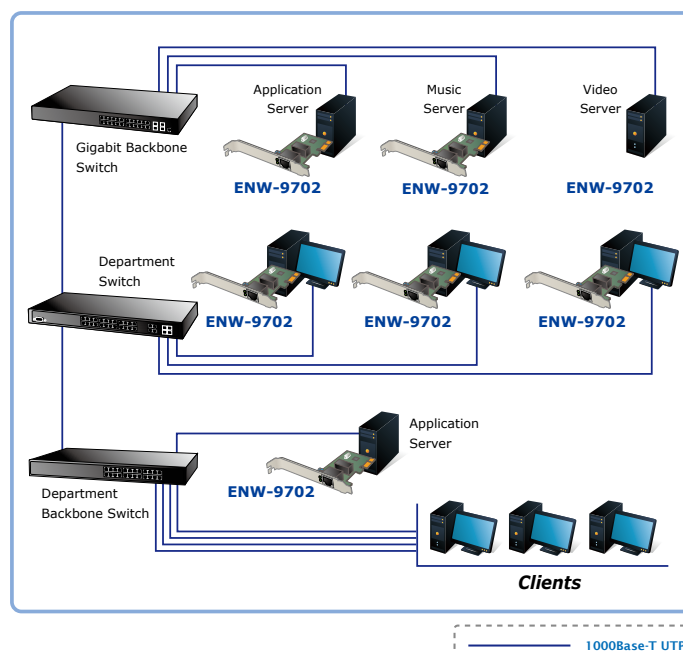 Application
Server
Music
Server
Video
Server
Gigabit Backbone
Switch
ENW-9702
ENW-9702
ENW-9702
Department
Switch
ENW-9702
ENW-9702
ENW-9702
Application
Server
Department
Backbone Switch
ENW-9702
Clients
1000Base-T UTP